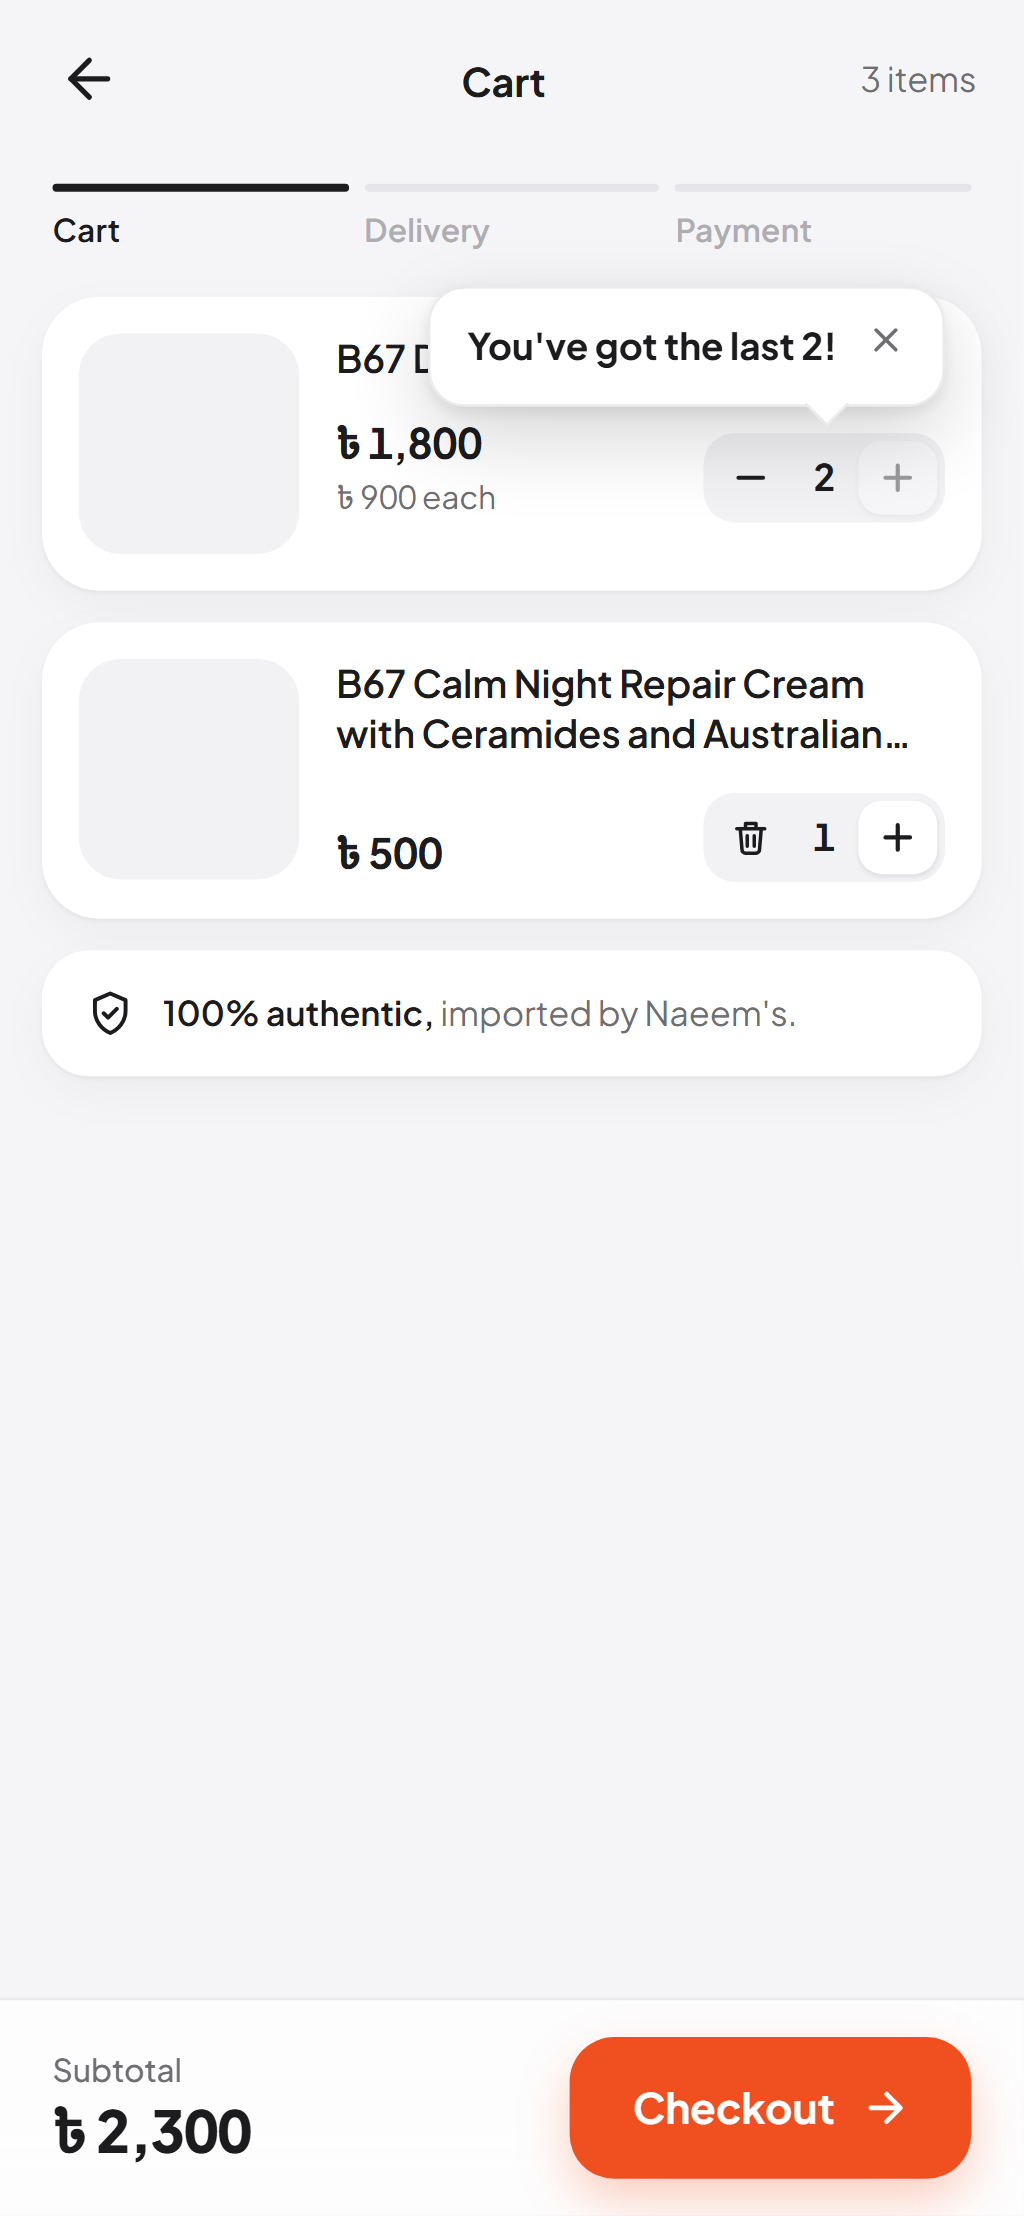 Cart
3 items
Cart
Delivery
Payment
You've got the last 2!
B67
৳ 1,800
৳ 900 each
2
B67 Calm Night Repair Cream
with Ceramides and Australian...
৳ 500
1
100% authentic, imported by Naeem's.
Subtotal
৳ 2,300
Checkout